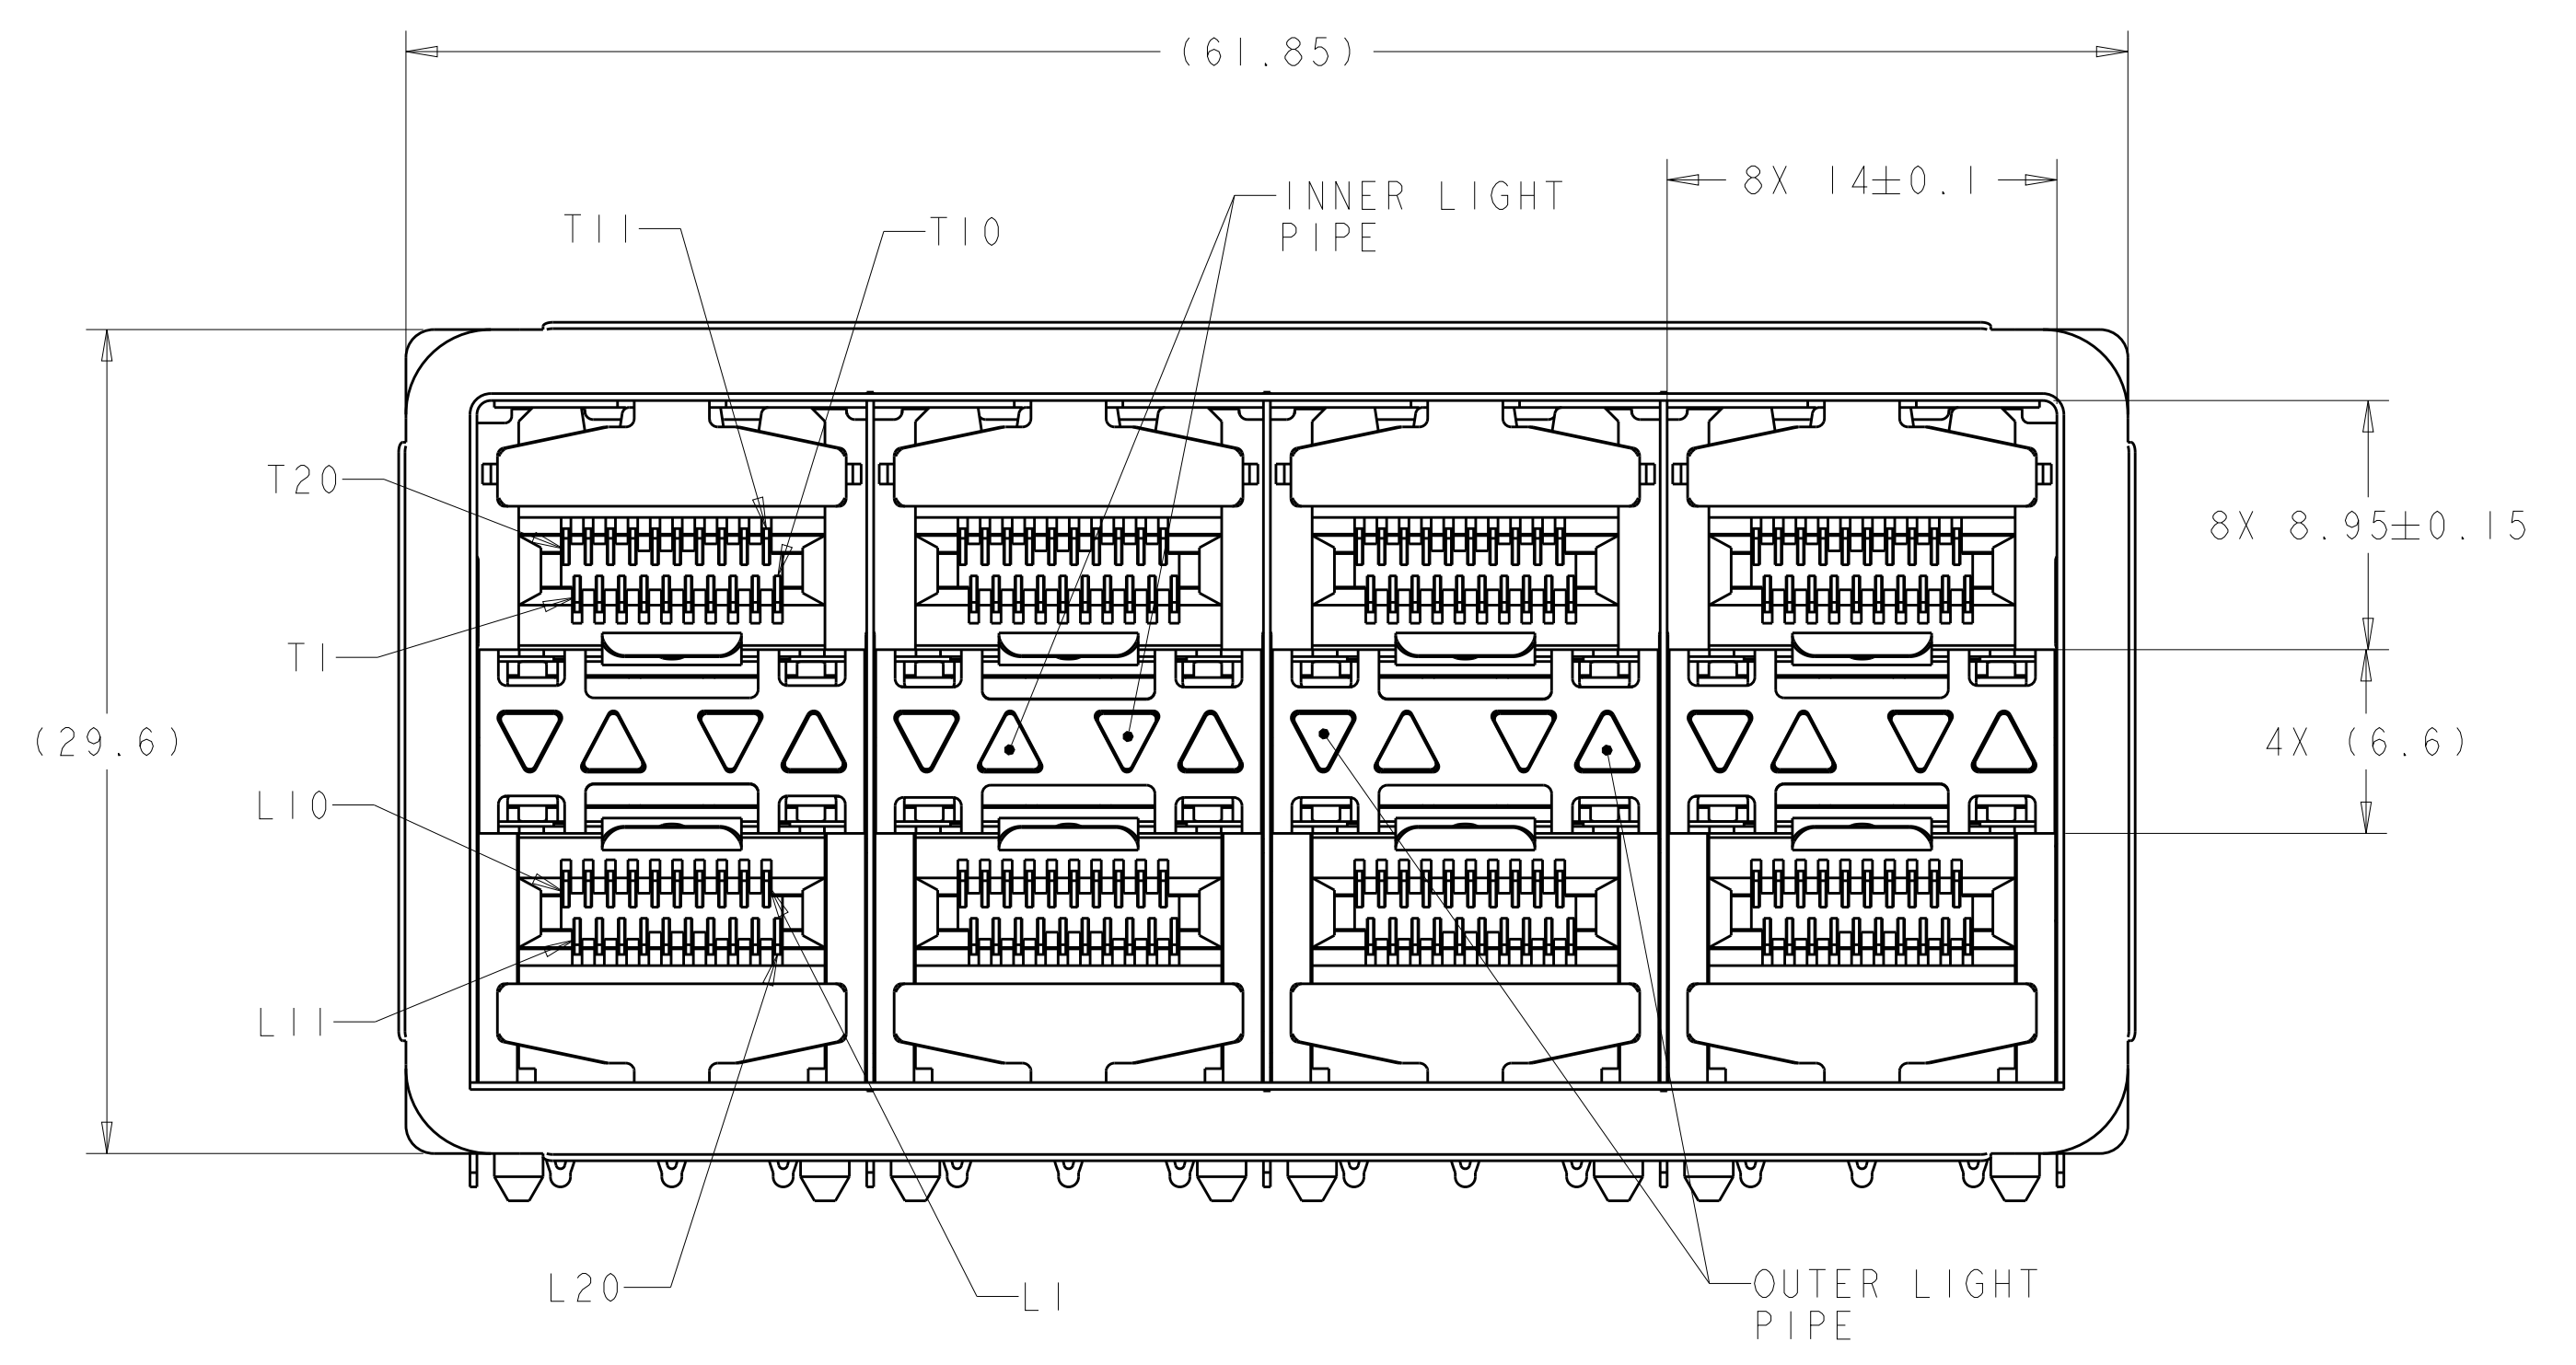 (61.85)
8X 14±0.1
INNER LIGHT
PIPE
T11
T10
T20
8X 8.95±0.15
T1
(29.6)
4X (6.6)
L10
L11
L20
L1
OUTER LIGHT
PIPE